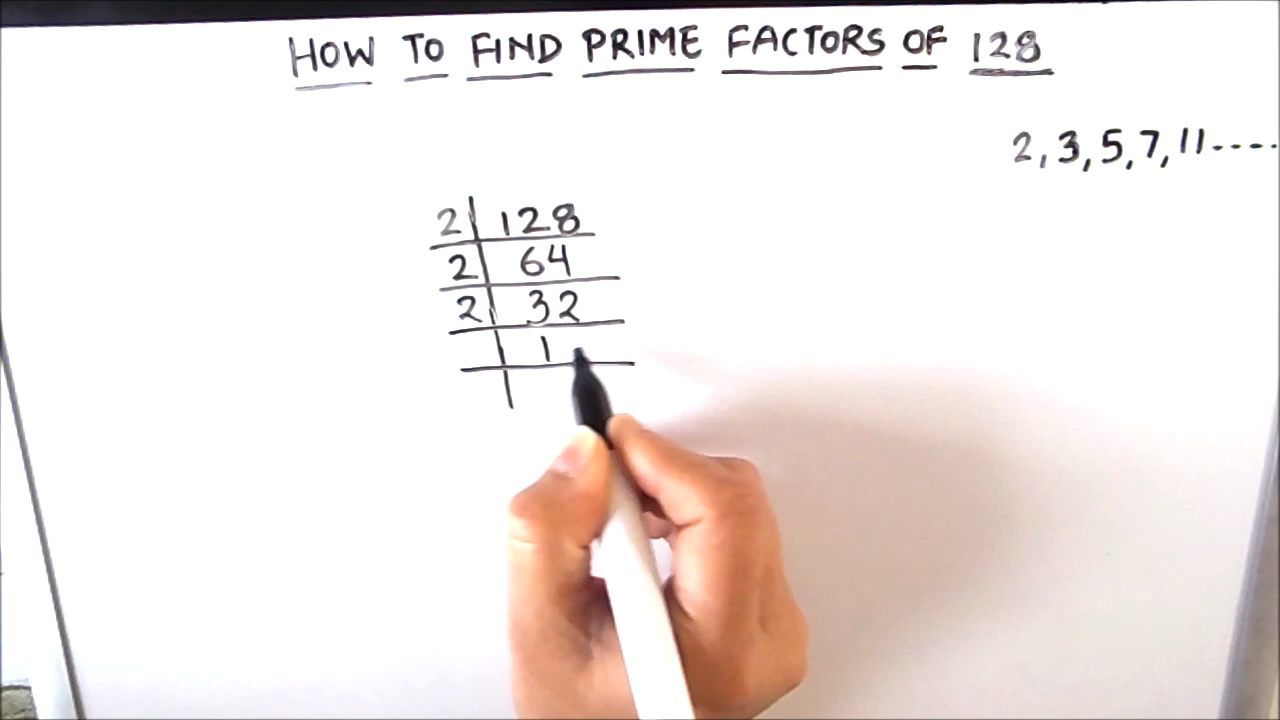 HOW TO FIND PRIME FACTORS OF 128
2, 3, 5, 7, 11-----
2 128
2 64
2 32
1